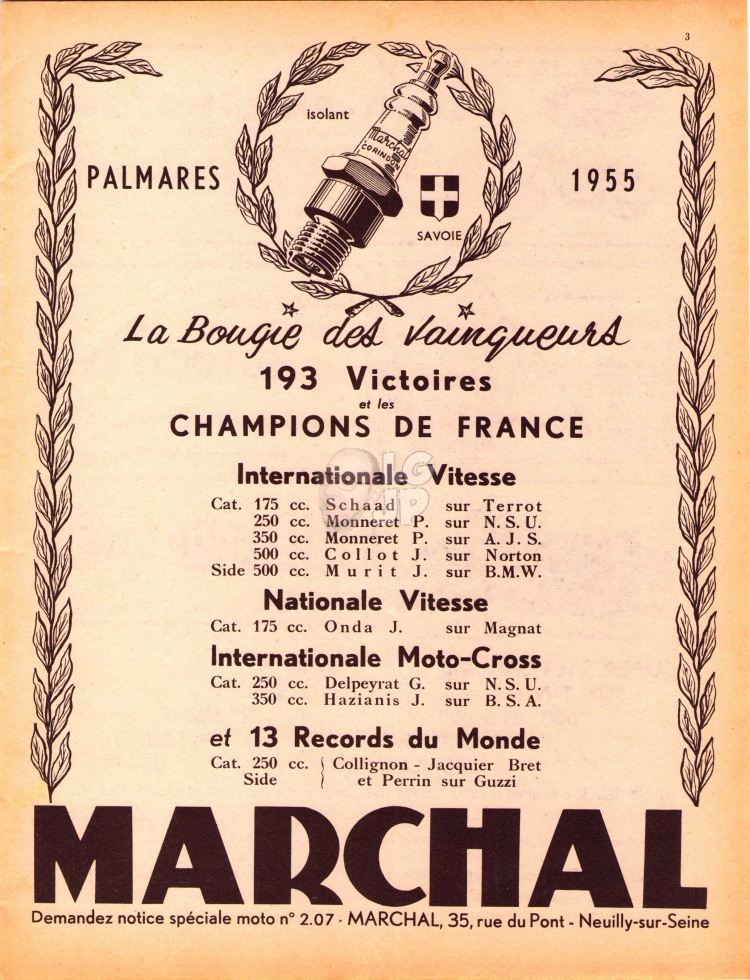 3
isolant
Marchal
CORINDON
PALMARES
1955
SAVOIE
La Bougie des Vainqueurs
193 Victoires
et les
CHAMPIONS DE FRANCE
Internationale Vitesse
Cat. 175 cc. Schaad sur Terrot
250 cc. Monneret P. sur N.S.U.
350 cc. Monneret P. sur A.J.S.
500 cc. Collot J. sur Norton
Side 500 cc. Murit J. sur B.M.W.
Nationale Vitesse
Cat. 175 cc. Onda J. sur Magnat
Internationale Moto-Cross
Cat. 250 cc. Delpeyrat G. sur N.S.U.
350 cc. Hazianis J. sur B.S.A.
et 13 Records du Monde
Cat. 250 cc. Collignon - Jacquier Bret
Side et Perrin sur Guzzi
MARCHAL
Demandez notice spéciale moto n° 2.07 · MARCHAL, 35, rue du Pont - Neuilly-sur-Seine